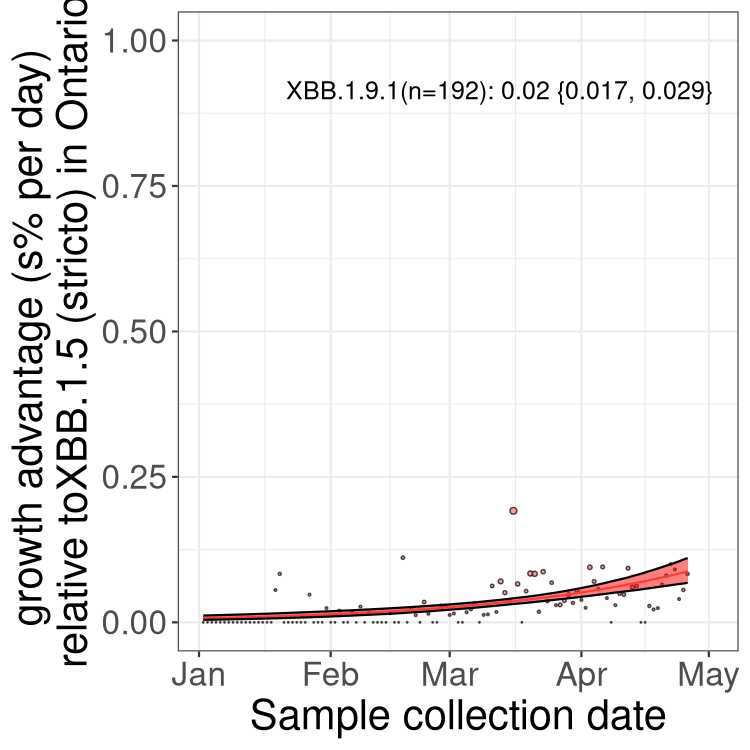 growth advantage (s% per day)
relative toXBB.1.5 (stricto) in Ontario
1.00
0.75
0.50
0.25
0.00
XBB.1.9.1(n=192): 0.02 {0.017, 0.029}
Jan Feb Mar Apr May
Sample collection date